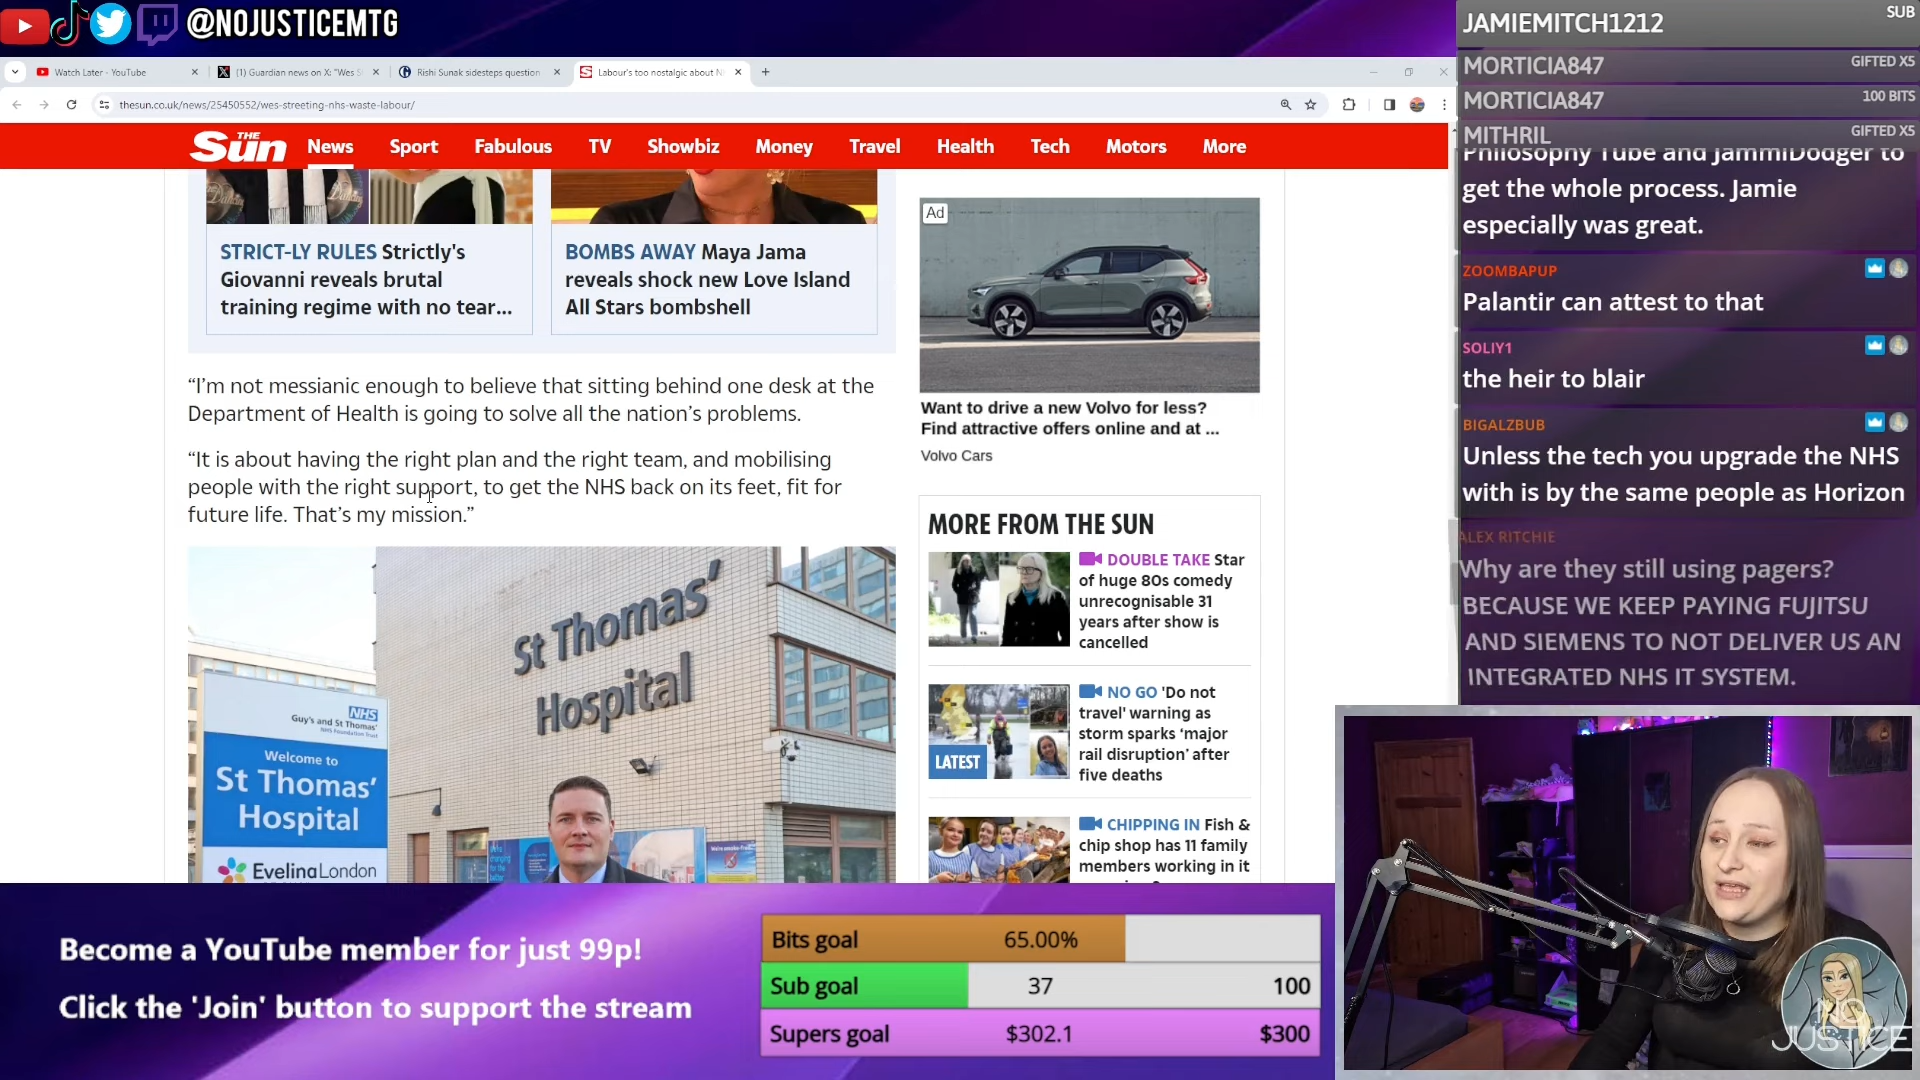 @NOJUSTICEMTG
Watch Later - YouTube
(1) Guardian news on X: "Wes S
Rishi Sunak sidesteps question
Labour's too nostalgic about N
thesun.co.uk/news/25450552/wes-streeting-nhs-waste-labour/
THE Sun
News
Sport
Fabulous
TV
Showbiz
Money
Travel
Health
Tech
Motors
More
STRICT-LY RULES Strictly's
Giovanni reveals brutal
training regime with no tear...
BOMBS AWAY Maya Jama
reveals shock new Love Island
All Stars bombshell
“I’m not messianic enough to believe that sitting behind one desk at the
Department of Health is going to solve all the nation’s problems.
“It is about having the right plan and the right team, and mobilising
people with the right support, to get the NHS back on its feet, fit for
future life. That’s my mission.”
St Thomas’
Hospital
NHS
Guy's and St Thomas'
NHS Foundation Trust
Welcome to
St Thomas’
Hospital
Evelina London
Ad
Want to drive a new Volvo for less?
Find attractive offers online and at ...
Volvo Cars
MORE FROM THE SUN
DOUBLE TAKE Star
of huge 80s comedy
unrecognisable 31
years after show is
cancelled
LATEST
NO GO 'Do not
travel' warning as
storm sparks ‘major
rail disruption’ after
five deaths
CHIPPING IN Fish &
chip shop has 11 family
members working in it
JAMIEMITCH1212
SUB
MORTICIA847
GIFTED X5
MORTICIA847
100 BITS
MITHRIL
GIFTED X5
Philosophy Tube and JammiDodger to
get the whole process. Jamie
especially was great.
ZOOMBAPUP
Palantir can attest to that
SOLIY1
the heir to blair
BIGALZBUB
Unless the tech you upgrade the NHS
with is by the same people as Horizon
ALEX RITCHIE
Why are they still using pagers?
BECAUSE WE KEEP PAYING FUJITSU
AND SIEMENS TO NOT DELIVER US AN
INTEGRATED NHS IT SYSTEM.
Become a YouTube member for just 99p!
Click the 'Join' button to support the stream
Bits goal 65.00%
Sub goal 37 100
Supers goal $302.1 $300
NO
JUSTICE